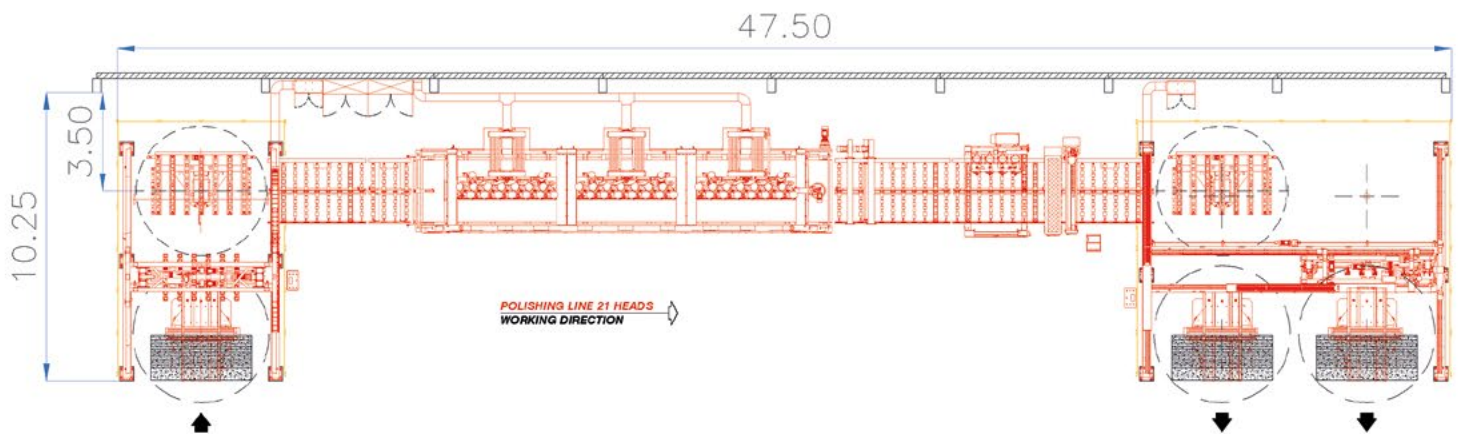 47.50
3.50
10.25
POLISHING LINE 21 HEADS
WORKING DIRECTION